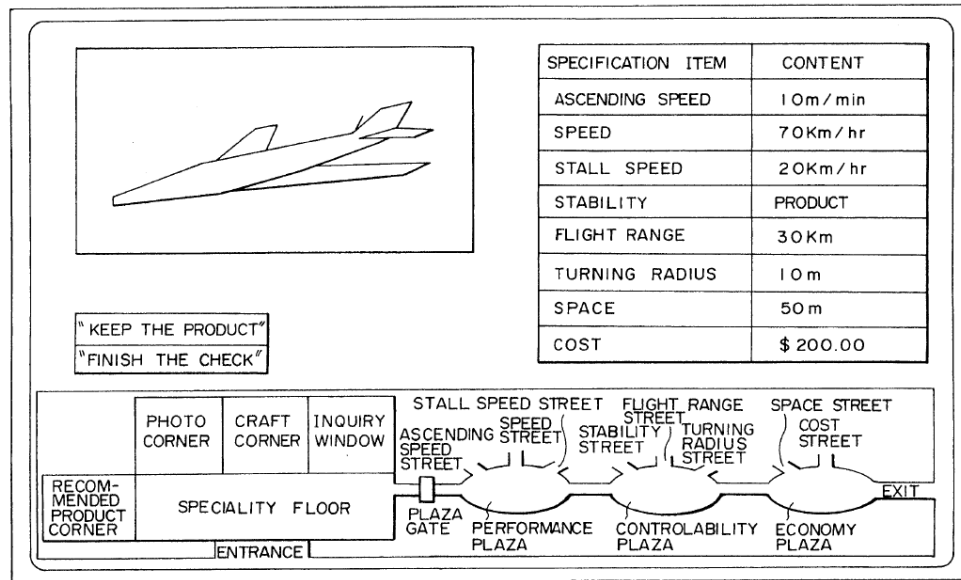 SPECIFICATION ITEM CONTENT
ASCENDING SPEED 10m/min
SPEED 70Km/hr
STALL SPEED 20Km/hr
STABILITY PRODUCT
FLIGHT RANGE 30Km
TURNING RADIUS 10m
SPACE 50m
COST $200.00
"KEEP THE PRODUCT"
"FINISH THE CHECK"
PHOTO
CORNER
CRAFT
CORNER
INQUIRY
WINDOW
RECOM-
MENDED
PRODUCT
CORNER
SPECIALITY FLOOR
ENTRANCE
PLAZA
GATE
ASCENDING
SPEED
STREET
STALL SPEED STREET
SPEED
STREET
PERFORMANCE
PLAZA
STABILITY
STREET
FLIGHT RANGE
STREET
TURNING
RADIUS
STREET
CONTROLABILITY
PLAZA
SPACE STREET
COST
STREET
ECONOMY
PLAZA
EXIT